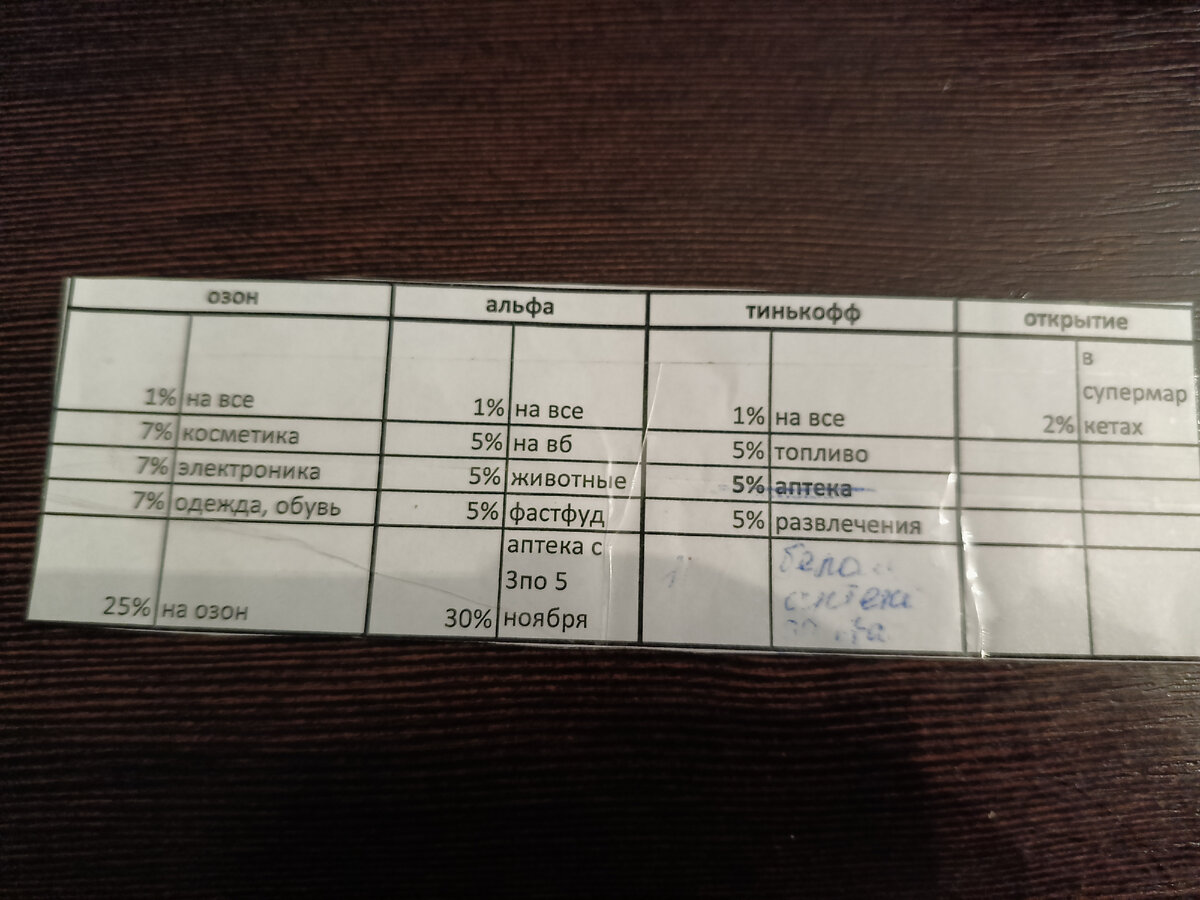 озон альфа тинькофф открытие
1% на все 1% на все 1% на все 2% в супермар кетах
7% косметика 5% на вб 5% топливо
7% электроника 5% животные 5% аптека
7% одежда, обувь 5% фастфуд 5% развлечения
25% на озон 30% аптека с 3по 5 ноября